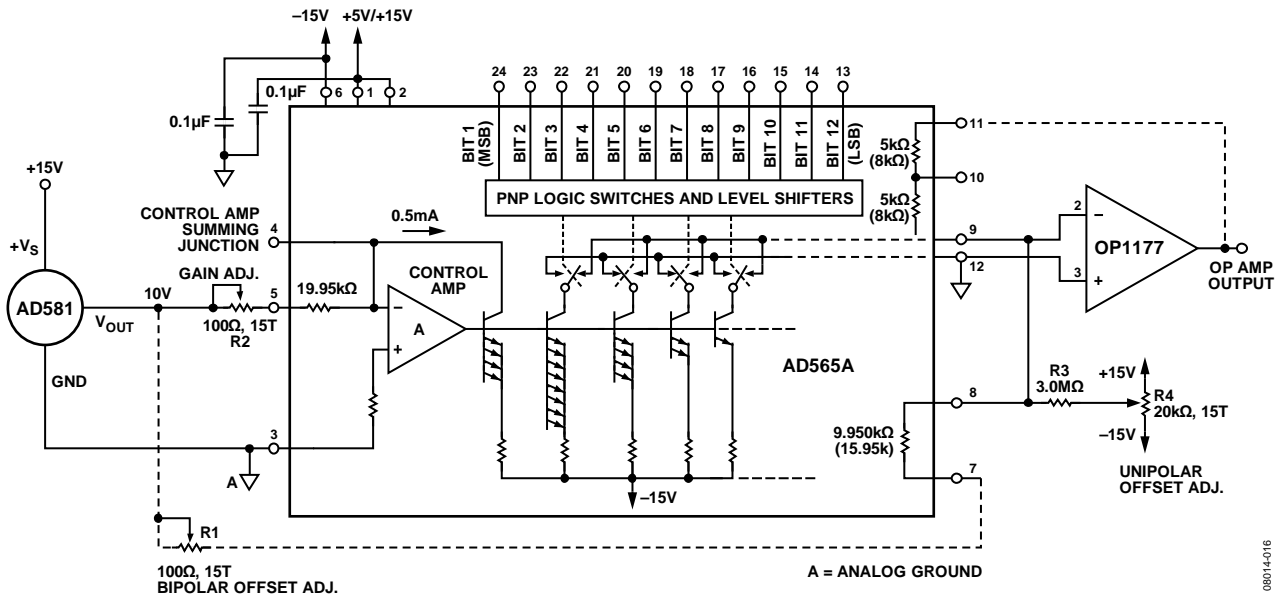 –15V
+5V/+15V
24
23
22
21
20
19
18
17
16
15
14
13
0.1µF
6
1
2
0.1µF
BIT 1
(MSB)
BIT 2
BIT 3
BIT 4
BIT 5
BIT 6
BIT 7
BIT 8
BIT 9
BIT 10
BIT 11
BIT 12
(LSB)
11
5kΩ
(8kΩ)
10
5kΩ
(8kΩ)
+15V
PNP LOGIC SWITCHES AND LEVEL SHIFTERS
CONTROL AMP
SUMMING
JUNCTION
4
0.5mA
9
2
–
OP1177
12
3
+
OP AMP
OUTPUT
+VS
GAIN ADJ.
CONTROL
AMP
AD581
10V
5
19.95kΩ
–
A
+
VOUT
100Ω, 15T
R2
AD565A
GND
8
R3
3.0MΩ
+15V
R4
20kΩ, 15T
–15V
9.950kΩ
(15.95k)
3
A
7
UNIPOLAR
OFFSET ADJ.
–15V
R1
100Ω, 15T
BIPOLAR OFFSET ADJ.
A = ANALOG GROUND
08014-016